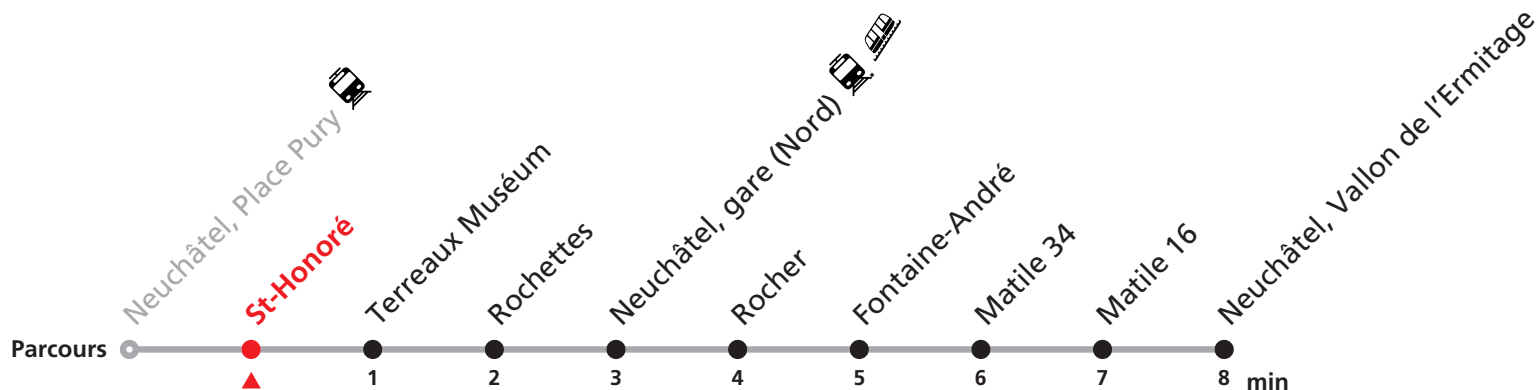 Neuchâtel, Place Pury
St-Honoré
Terreaux Muséum
Rochettes
Neuchâtel, gare (Nord)
Rocher
Fontaine-André
Matile 34
Matile 16
Neuchâtel, Vallon de l’Ermitage
Parcours
1 2 3 4 5 6 7 8 min